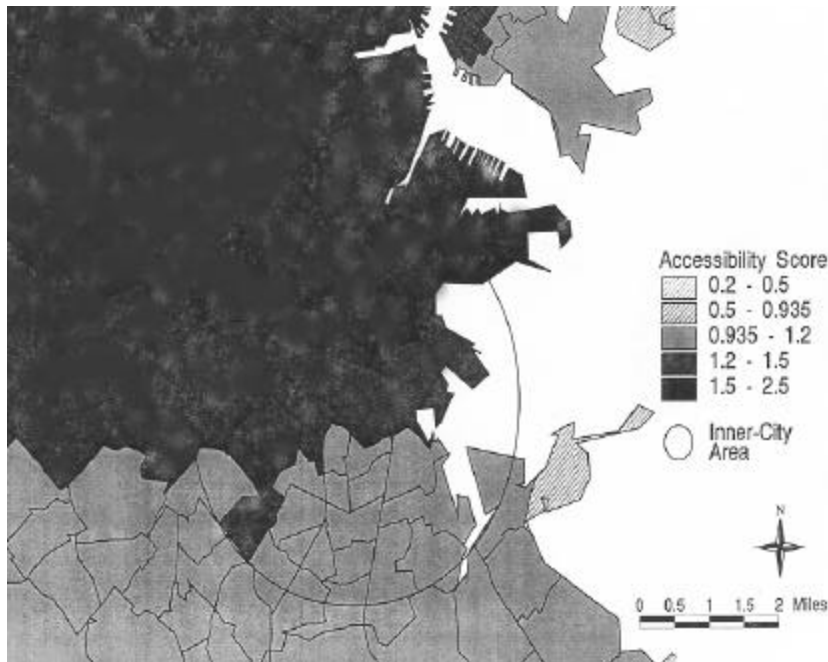 Accessibility Score
0.2 - 0.5
0.5 - 0.935
0.935 - 1.2
1.2 - 1.5
1.5 - 2.5
Inner-City
Area
N
0 0.5 1 1.5 2 Miles